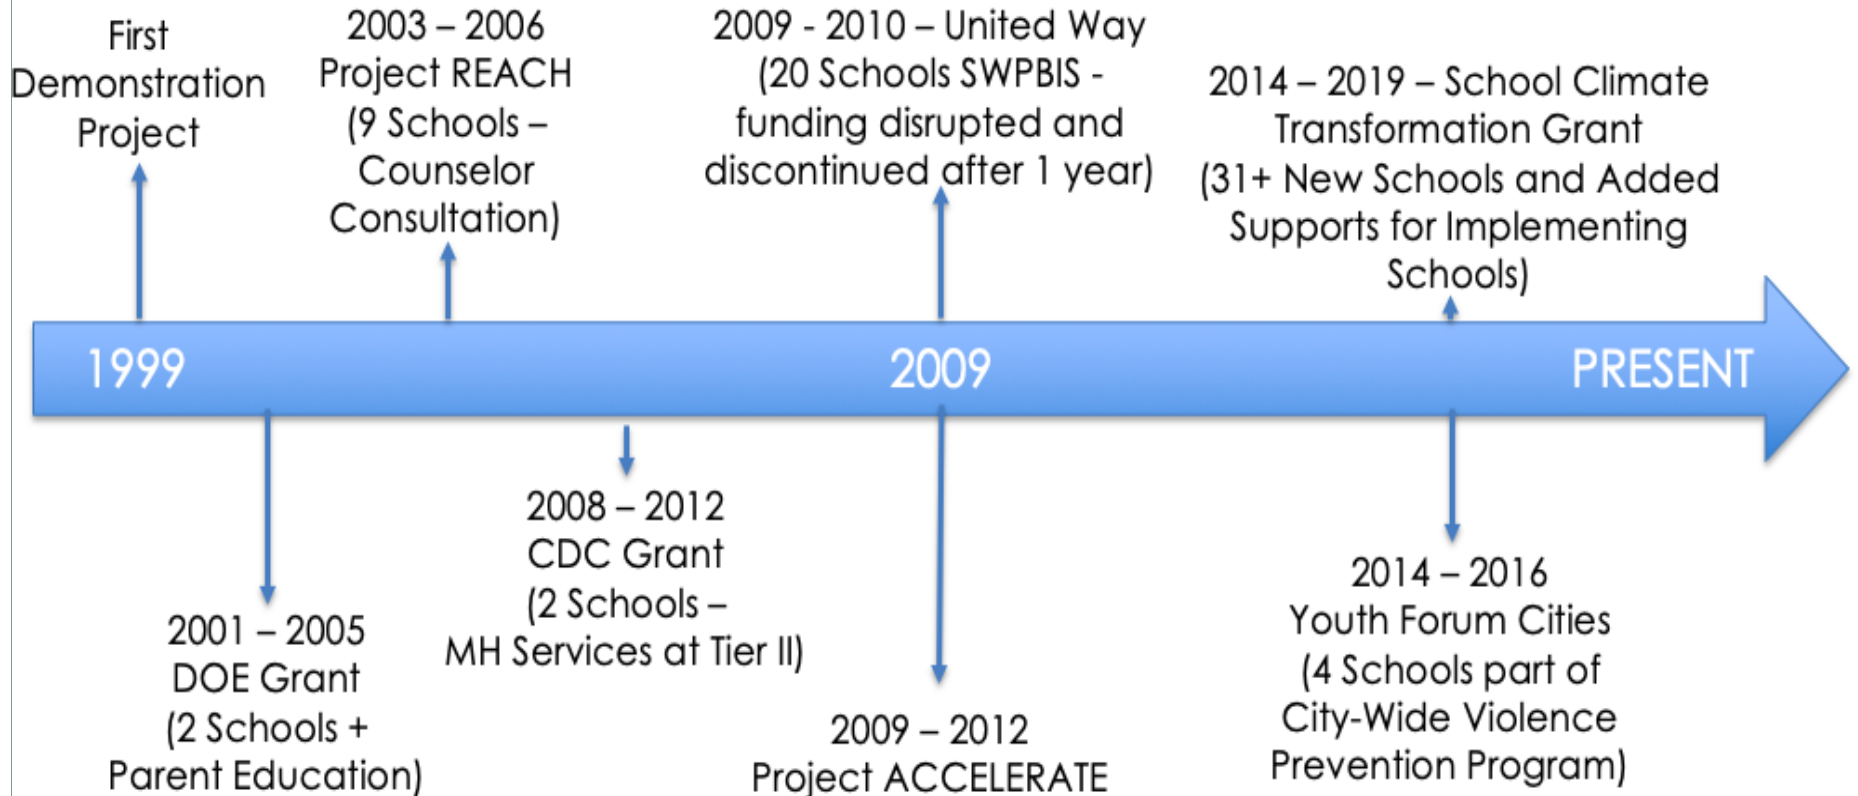 First
Demonstration
Project
2003 – 2006
Project REACH
(9 Schools –
Counselor
Consultation)
2009 - 2010 – United Way
(20 Schools SWPBIS -
funding disrupted and
discontinued after 1 year)
2014 – 2019 – School Climate
Transformation Grant
(31+ New Schools and Added
Supports for Implementing
Schools)
1999
2009
PRESENT
2001 – 2005
DOE Grant
(2 Schools +
Parent Education)
2008 – 2012
CDC Grant
(2 Schools –
MH Services at Tier II)
2009 – 2012
Project ACCELERATE
2014 – 2016
Youth Forum Cities
(4 Schools part of
City-Wide Violence
Prevention Program)